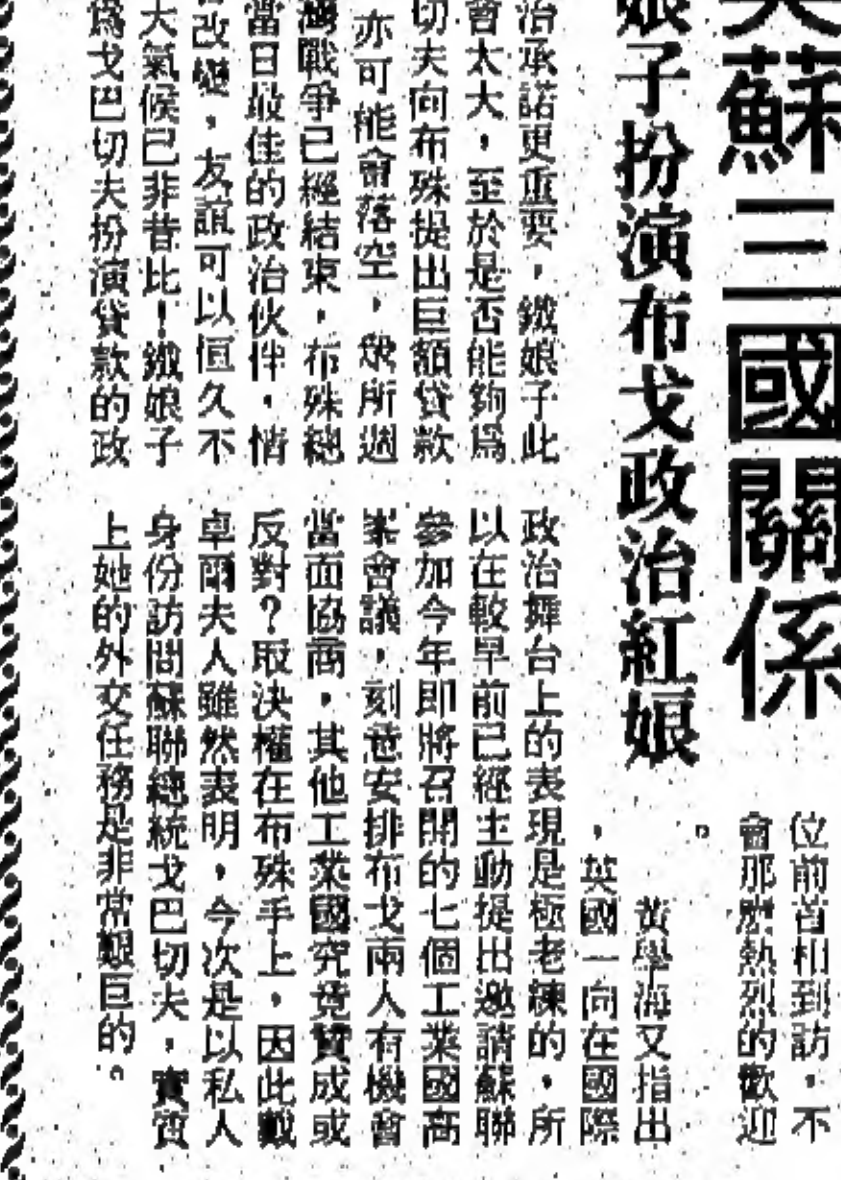 英蘇三國關係
娘子扮演布戈政治紅娘
位前首相到訪，不
會那麼熱烈的歡迎
。
黃學海又指出
，英國一向在國際
政治舞台上的表現是極老練的，所
以在較早前已經主動提出邀請蘇聯
參加今年即將召開的七個工業國高
峯會議，刻意安排布戈兩人有機會
當面協商，其他工業國究竟贊成或
反對？取決權在布殊手上，因此戴
卓爾夫人雖然表明，今次是以私人
身份訪問蘇聯總統戈巴切夫，實質
上她的外交任務是非常艱巨的。
治承諾更重要，鐵娘子此
會太大，至於是否能夠爲
切夫向布殊提出巨額貸款
亦可能會落空，衆所週
灣戰爭已經結束，布殊總
當日最佳的政治伙伴，情
改變，友誼可以恒久不
大氣候已非昔比！鐵娘子
爲戈巴切夫扮演貸款的政